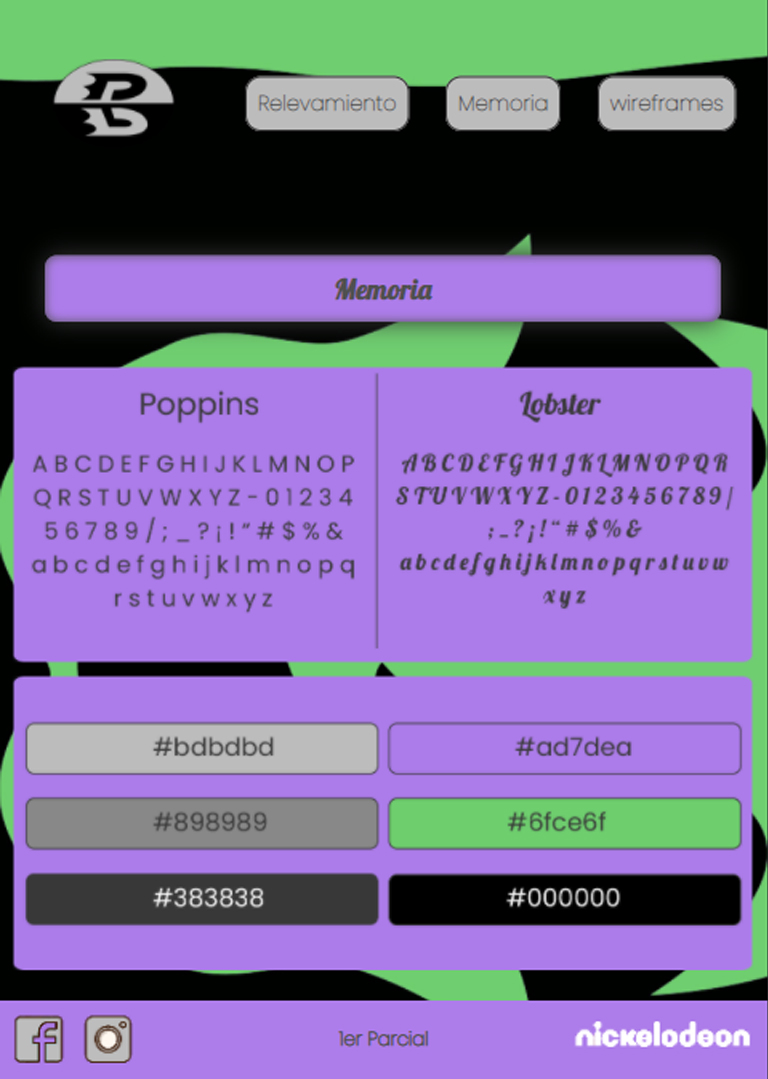 B
Relevamiento
Memoria
wireframes
Memoria
Poppins
A B C D E F G H I J K L M N O P
Q R S T U V W X Y Z - 0 1 2 3 4
5 6 7 8 9 / ; _ ? ¡ ! " # $ % &
a b c d e f g h i j k l m n o p q
r s t u v w x y z
Lobster
A B C D E F G H I J K L M N O P Q R
S T U V W X Y Z - 0 1 2 3 4 5 6 7 8 9 /
; _ ? ¡ ! " # $ % &
a b c d e f g h i j k l m n o p q r s t u v w
x y z
#bdbdbd
#ad7dea
#898989
#6fce6f
#383838
#000000
1er Parcial
nickelodeon